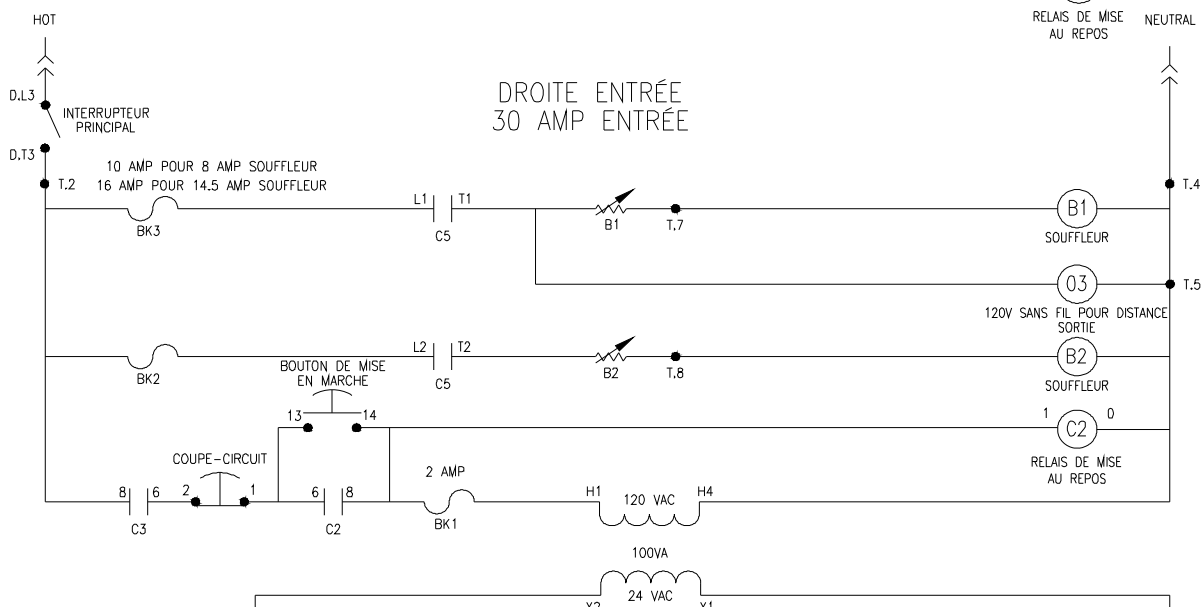 HOT
RELAIS DE MISE
AU REPOS
NEUTRAL
D.L3
INTERRUPTEUR
PRINCIPAL
DROITE ENTRÉE
30 AMP ENTRÉE
D.T3
T.2
10 AMP POUR 8 AMP SOUFFLEUR
16 AMP POUR 14.5 AMP SOUFFLEUR
T.4
BK3
L1
T1
C5
B1
T.7
B1
SOUFFLEUR
03
T.5
120V SANS FIL POUR DISTANCE
SORTIE
BK2
L2
T2
C5
B2
T.8
B2
SOUFFLEUR
BOUTON DE MISE
EN MARCHE
13
14
1
C2
0
RELAIS DE MISE
AU REPOS
COUPE-CIRCUIT
8
6
C3
2
1
6
8
C2
2 AMP
BK1
H1
120 VAC
H4
100VA
24 VAC
X2
X1